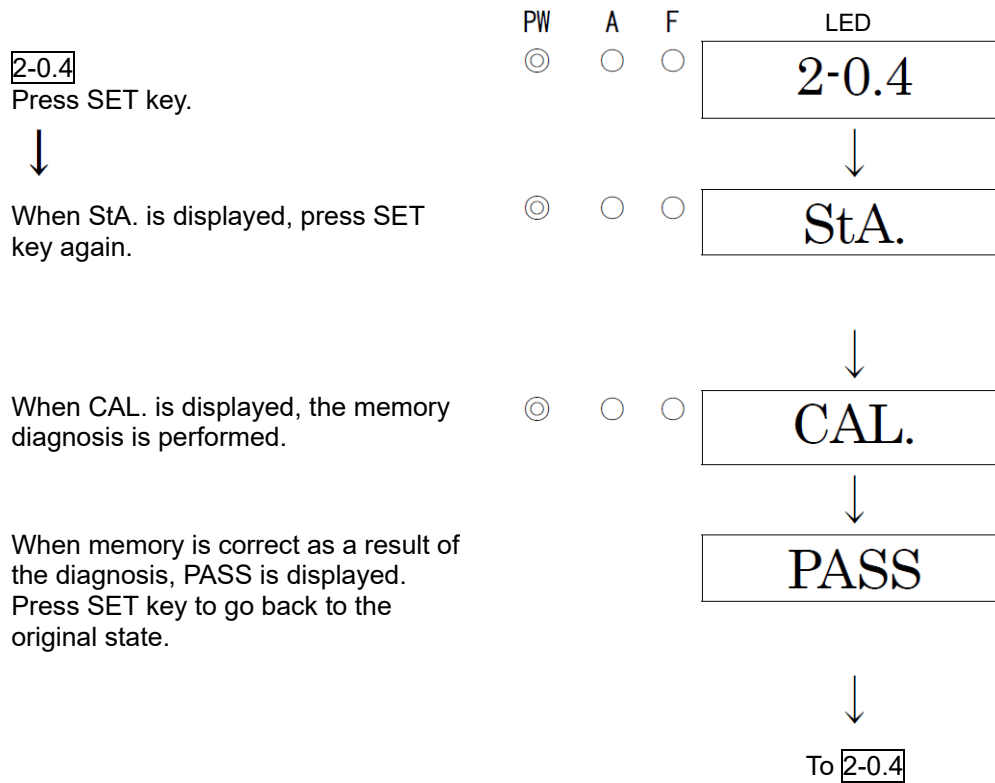 PW A F LED
2-0.4
Press SET key.
◎ ○ ○ 2-0.4
↓
↓
When StA. is displayed, press SET
key again.
◎ ○ ○ StA.
↓
When CAL. is displayed, the memory
diagnosis is performed.
◎ ○ ○ CAL.
↓
When memory is correct as a result of
the diagnosis, PASS is displayed.
Press SET key to go back to the
original state.
PASS
↓
To 2-0.4